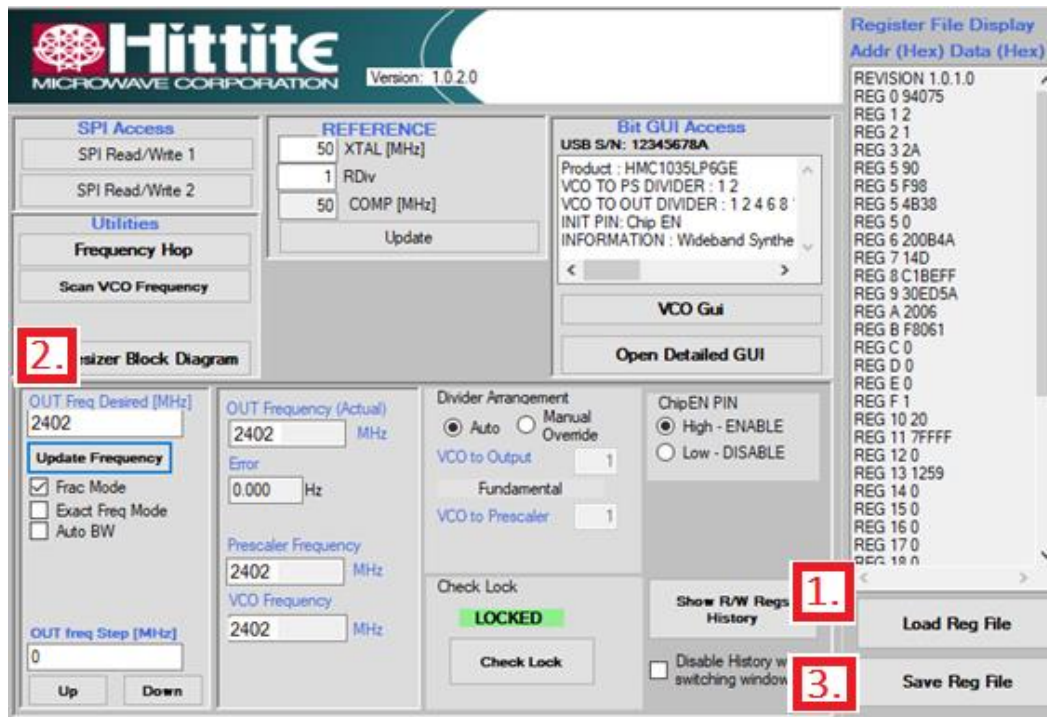 Hittite
MICROWAVE CORPORATION
Version: 1.0.2.0
SPI Access
SPI Read/Write 1
SPI Read/Write 2
Utilities
Frequency Hop
Scan VCO Frequency
2.
esizer Block Diagram
REFERENCE
50 XTAL [MHz]
1 RDiv
50 COMP [MHz]
Update
Bit GUI Access
USB S/N: 12345678A
Product : HMC1035LP6GE
VCO TO PS DIVIDER : 1 2
VCO TO OUT DIVIDER : 1 2 4 6 8
INIT PIN: Chip EN
INFORMATION : Wideband Synthe
VCO Gui
Open Detailed GUI
OUT Freq Desired [MHz]
2402
Update Frequency
Frac Mode
Exact Freq Mode
Auto BW
OUT freq Step [MHz]
0
Up Down
OUT Frequency (Actual)
2402 MHz
Error
0.000 Hz
Prescaler Frequency
2402 MHz
VCO Frequency
2402 MHz
Divider Arrangement
Auto Manual
Override
VCO to Output 1
Fundamental
VCO to Prescaler 1
Check Lock
LOCKED
Check Lock
ChipEN PIN
High - ENABLE
Low - DISABLE
Show R/W Regs
History
Disable History w
switching window
Register File Display
Addr (Hex) Data (Hex)
REVISION 1.0.1.0
REG 0 94075
REG 1 2
REG 2 1
REG 3 2A
REG 5 90
REG 5 F98
REG 5 4B38
REG 5 0
REG 6 200B4A
REG 7 14D
REG 8 C1BEFF
REG 9 30ED5A
REG A 2006
REG B F8061
REG C 0
REG D 0
REG E 0
REG F 1
REG 10 20
REG 11 7FFFF
REG 12 0
REG 13 1259
REG 14 0
REG 15 0
REG 16 0
REG 17 0
REG 18 0
1.
Load Reg File
3.
Save Reg File